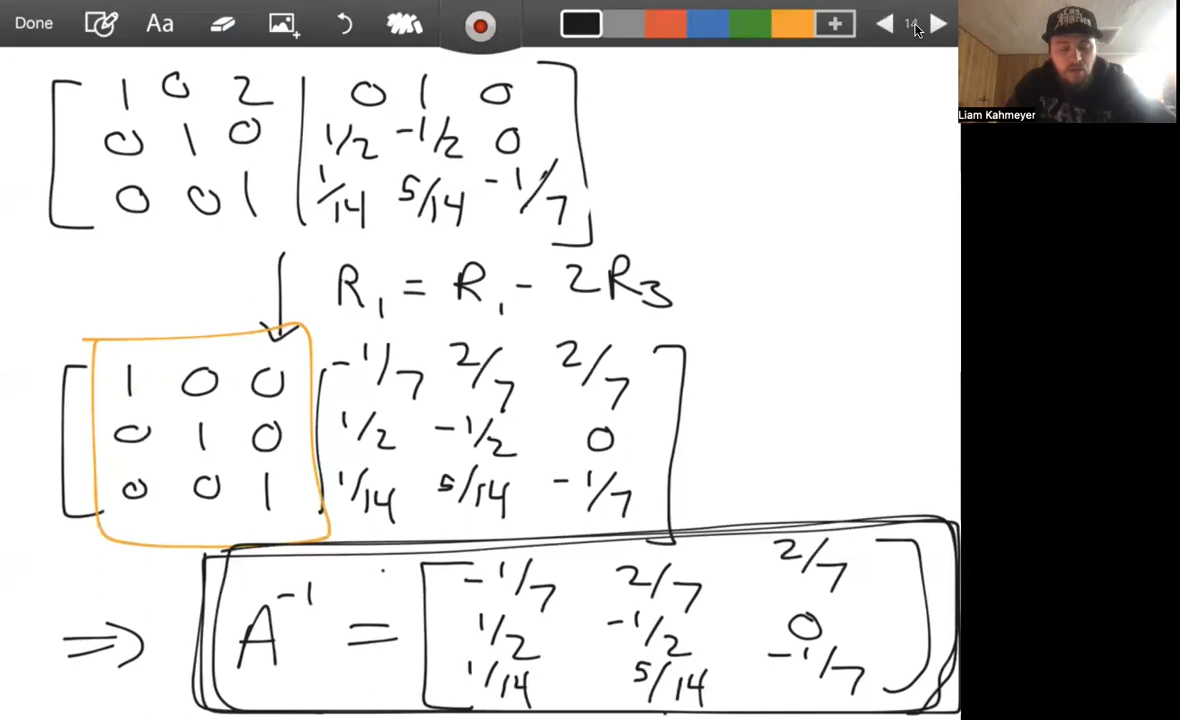 Done Aa 14
Liam Kahmeyer
1 0 2 | 0 1 0
0 1 0 | 1/2 -1/2 0
0 0 1 | 1/14 5/14 -1/7
↓ R1 = R1 - 2R3
1 0 0 | -1/7 2/7 2/7
0 1 0 | 1/2 -1/2 0
0 0 1 | 1/14 5/14 -1/7
-1/7 2/7 2/7
⇒ A⁻¹ = 1/2 -1/2 0
1/14 5/14 -1/7